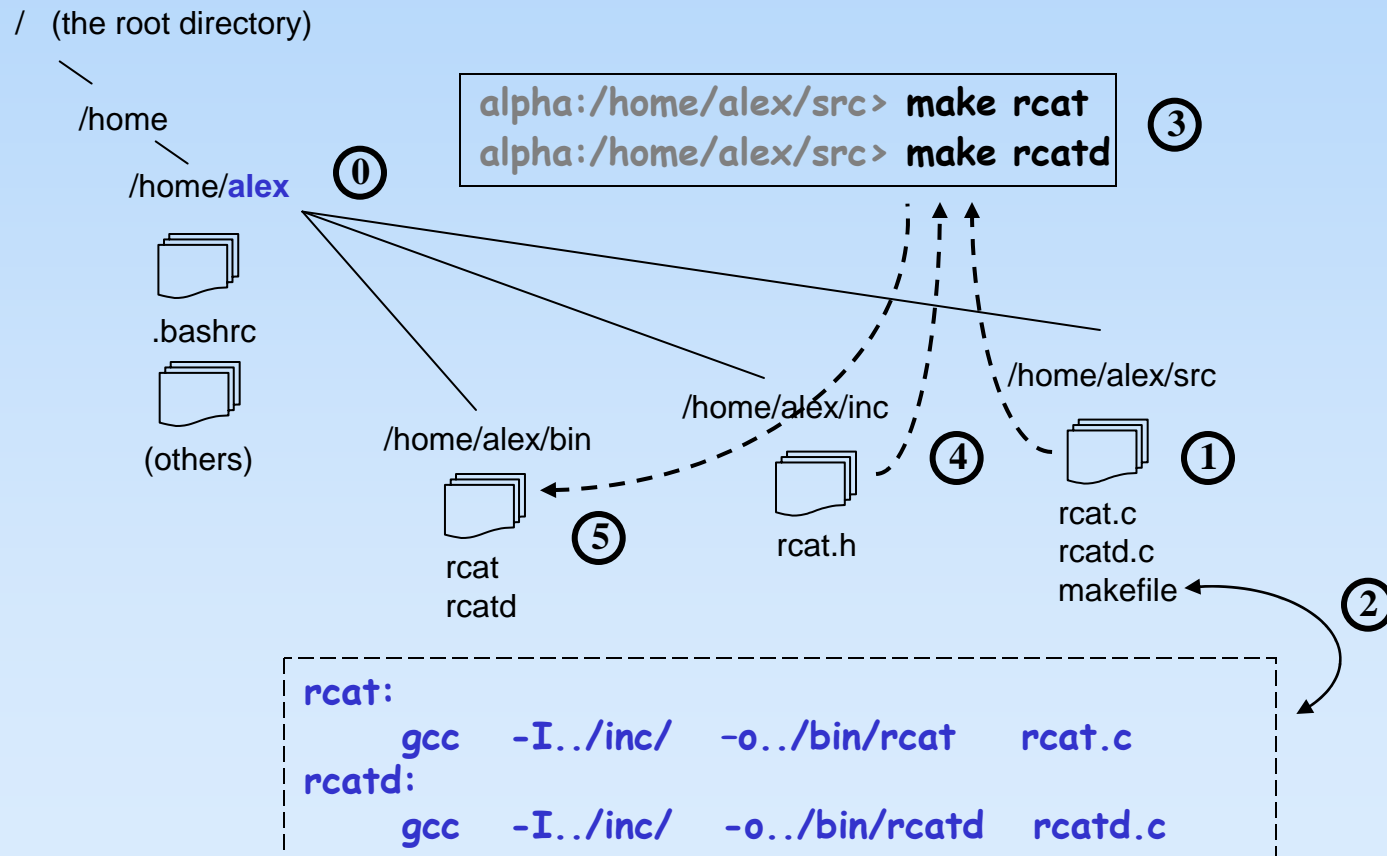 / (the root directory)
/home
/home/alex
0
.bashrc
(others)
alpha:/home/alex/src> make rcat
alpha:/home/alex/src> make rcatd
3
/home/alex/bin
rcat
rcatd
5
/home/alex/inc
rcat.h
4
/home/alex/src
1
rcat.c
rcatd.c
makefile
2
rcat:
gcc -I../inc/ -o../bin/rcat rcat.c
rcatd:
gcc -I../inc/ -o../bin/rcatd rcatd.c